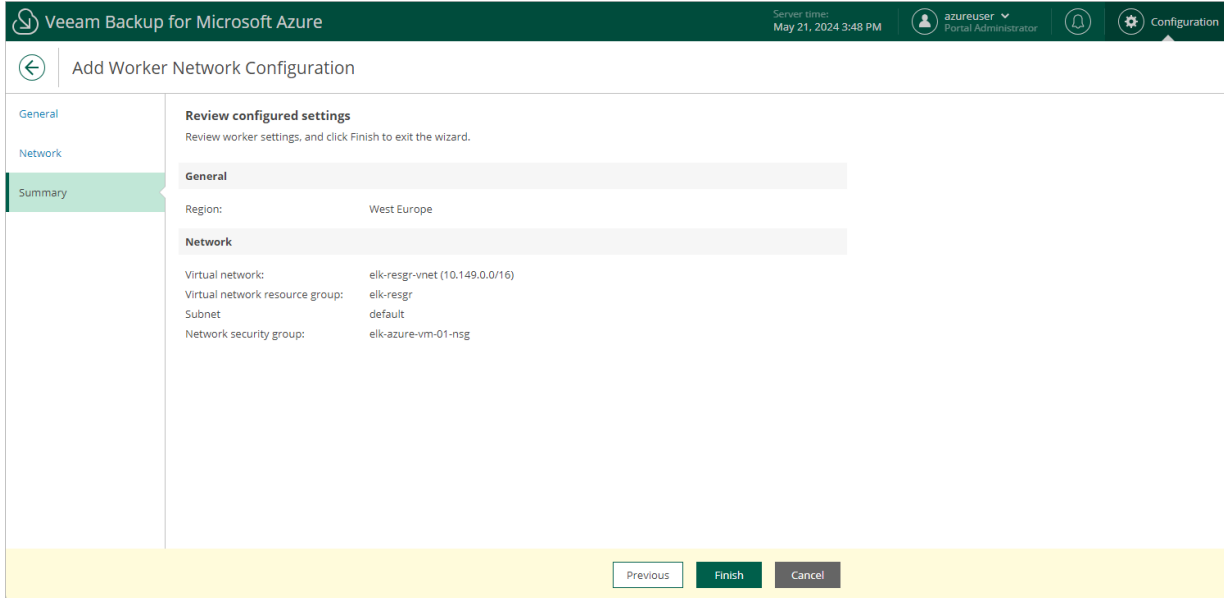 Veeam Backup for Microsoft Azure
Server time:
May 21, 2024 3:48 PM
azureuser
Portal Administrator
Configuration
Add Worker Network Configuration
General
Network
Summary
Review configured settings
Review worker settings, and click Finish to exit the wizard.
General
Region: West Europe
Network
Virtual network: elk-resgr-vnet (10.149.0.0/16)
Virtual network resource group: elk-resgr
Subnet default
Network security group: elk-azure-vm-01-nsg
Previous Finish Cancel